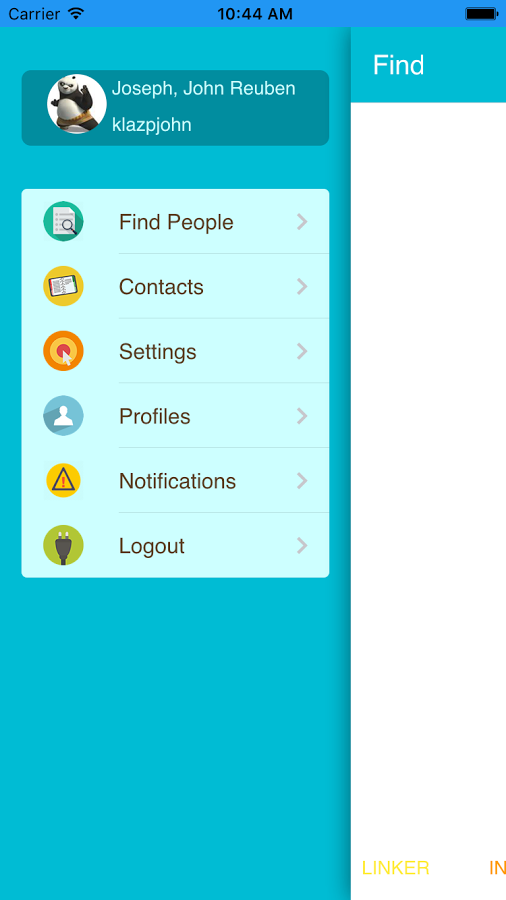 Carrier 10:44 AM
Find
Joseph, John Reuben
klazpjohn
Find People
Contacts
Settings
Profiles
Notifications
Logout
LINKER IN